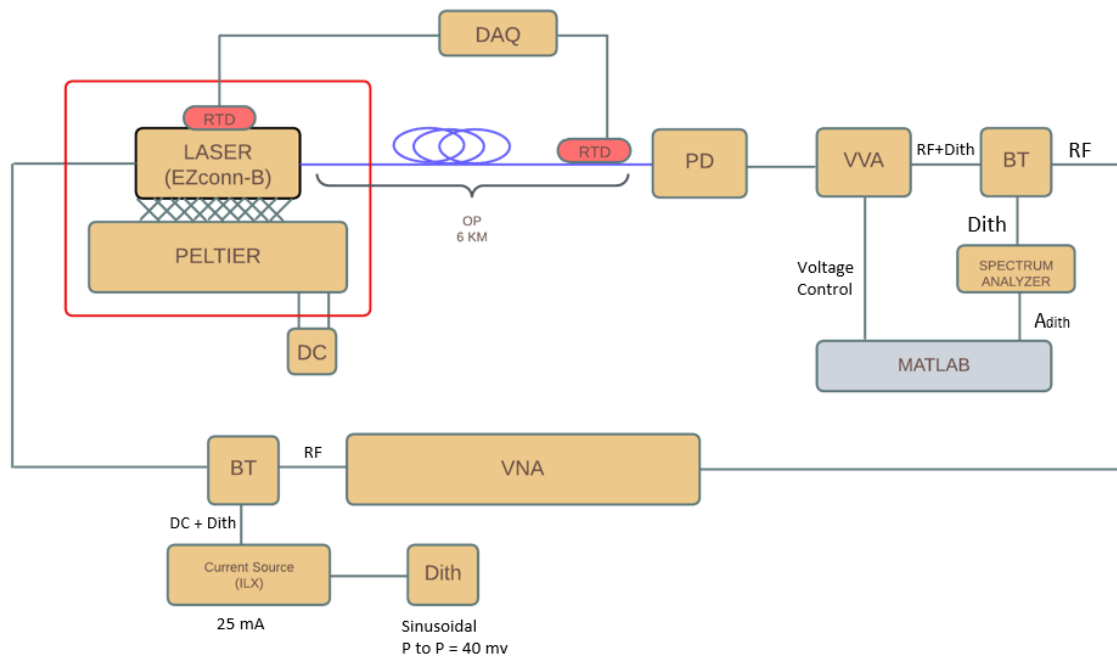 DAQ
RTD
LASER
(EZconn-B)
RTD
PD
VVA
RF+Dith
BT
RF
OP
6 KM
PELTIER
Dith
Voltage
Control
SPECTRUM
ANALYZER
Adith
DC
MATLAB
BT
RF
VNA
DC + Dith
Current Source
(ILX)
Dith
25 mA
Sinusoidal
P to P = 40 mv